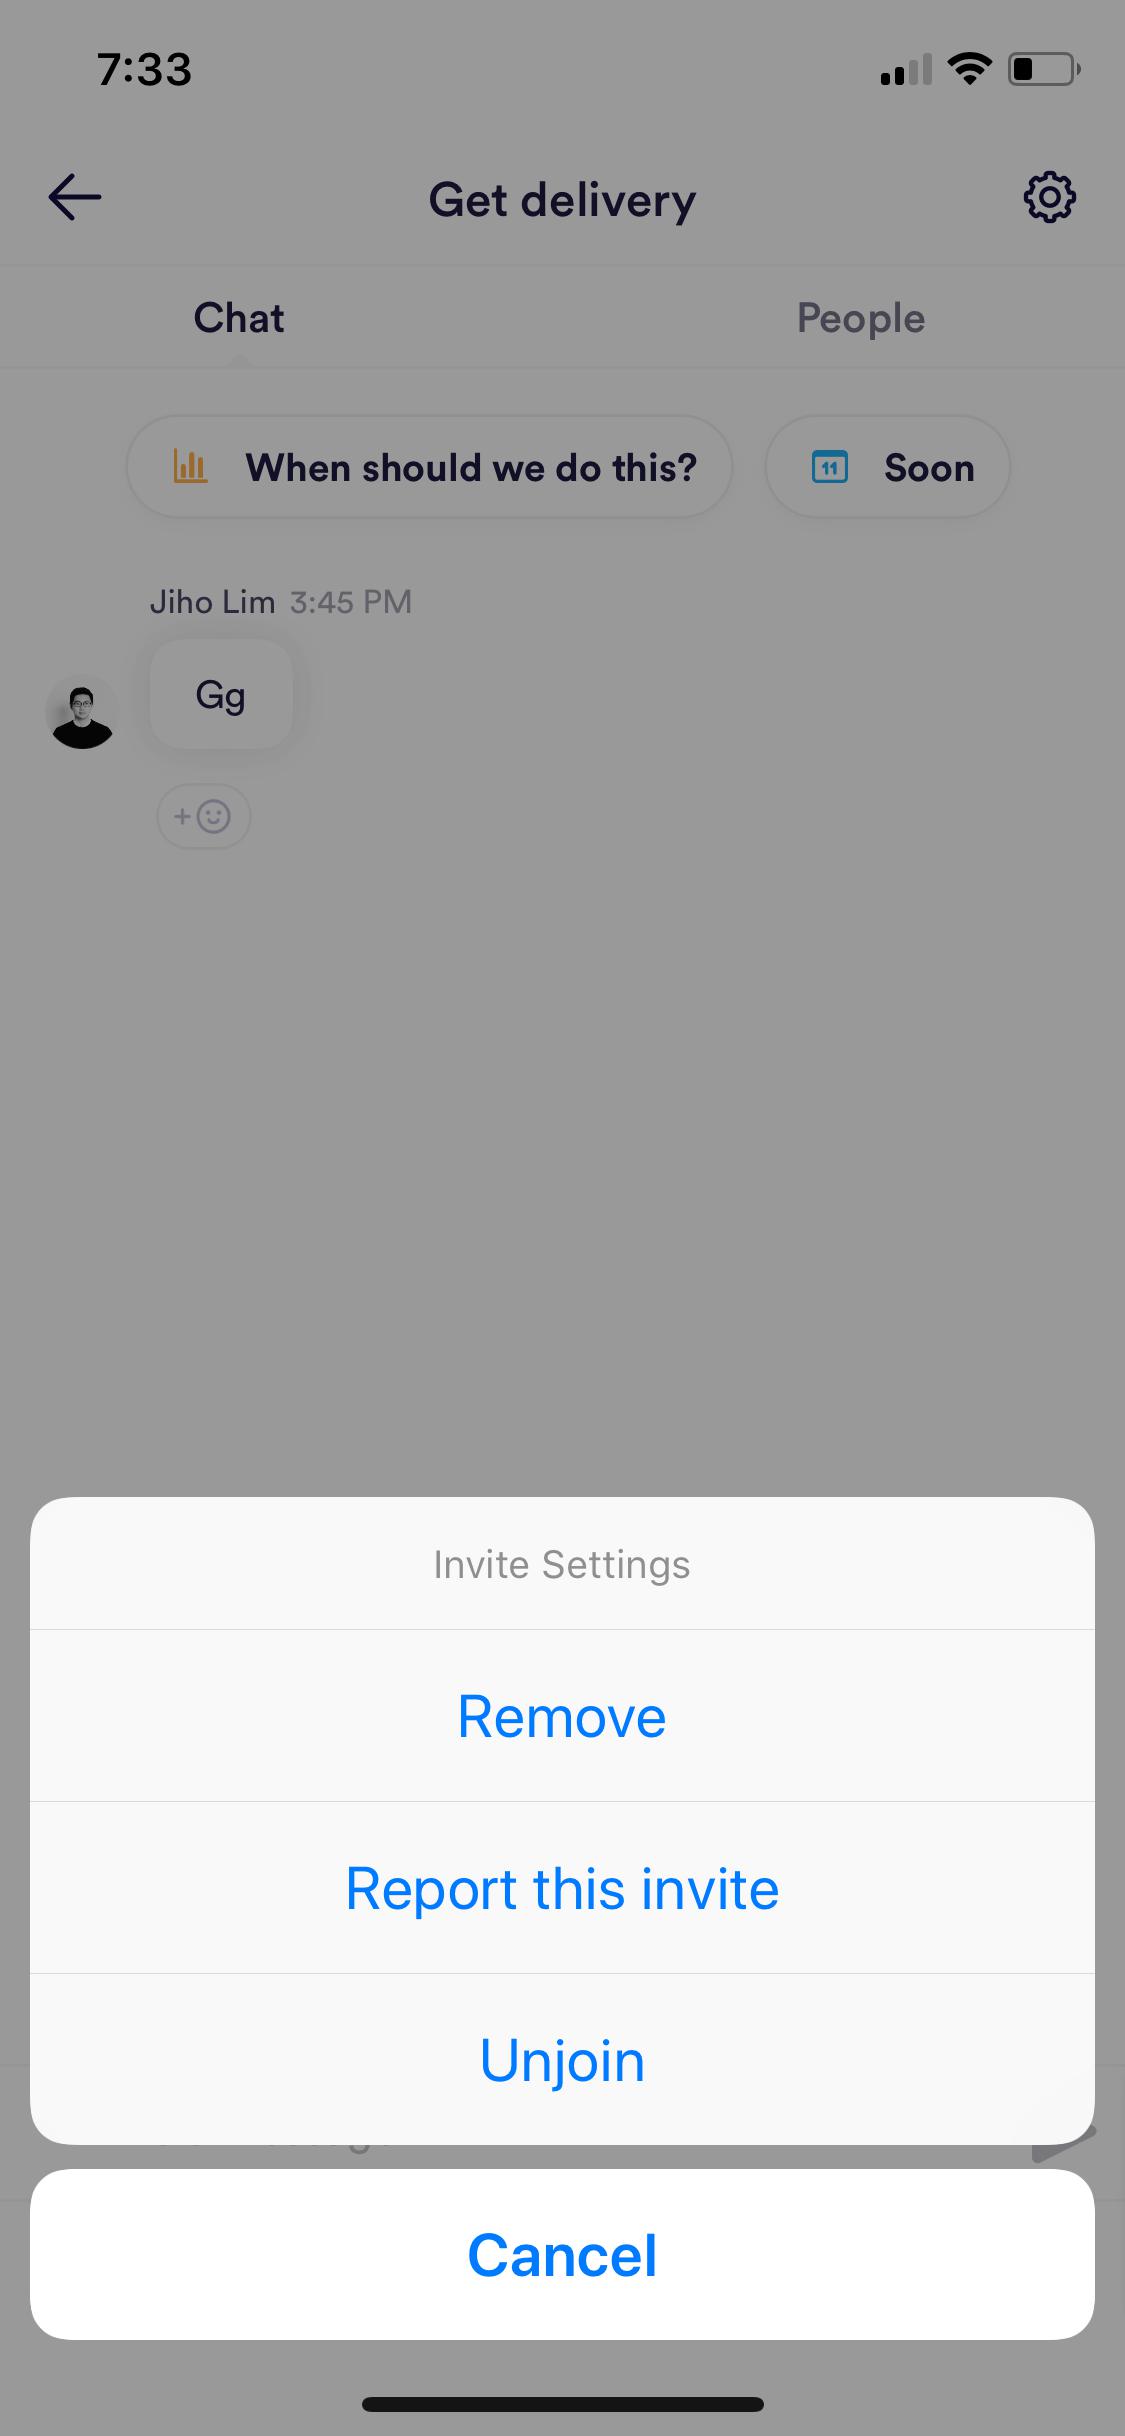 7:33
Get delivery
Chat
People
When should we do this?
11
Soon
Jiho Lim 3:45 PM
Gg
+
Invite Settings
Remove
Report this invite
Unjoin
Cancel